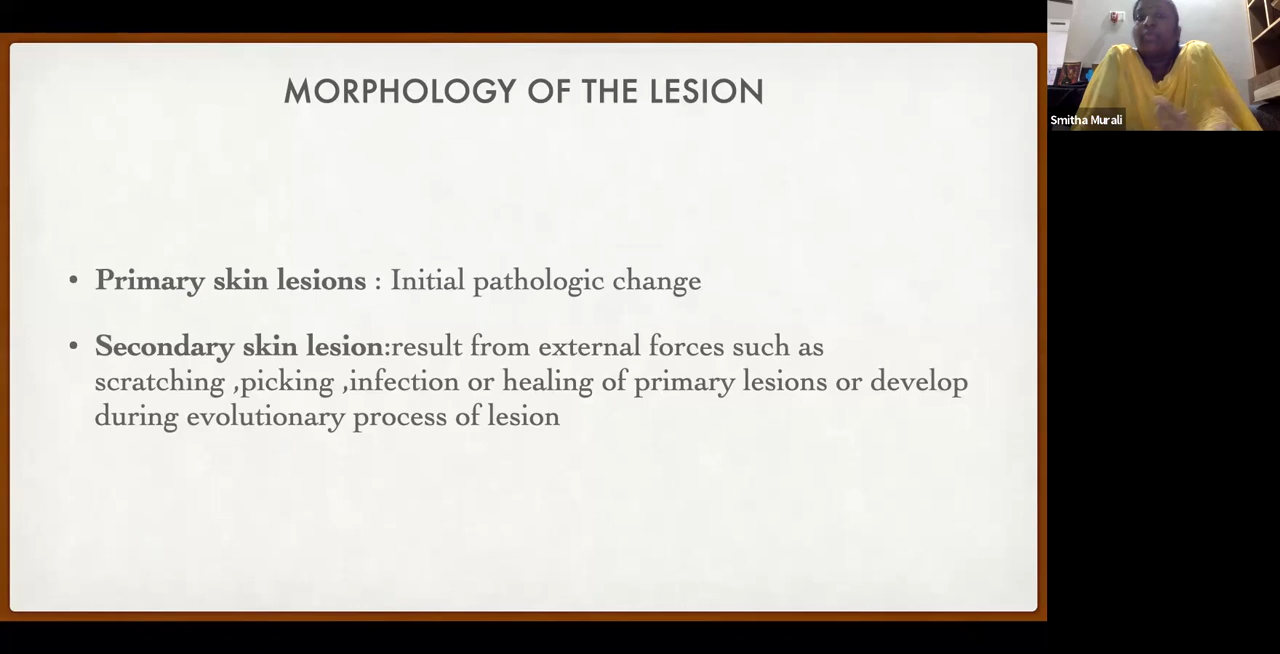 MORPHOLOGY OF THE LESION
• Primary skin lesions : Initial pathologic change
• Secondary skin lesion:result from external forces such as
scratching ,picking ,infection or healing of primary lesions or develop
during evolutionary process of lesion
Smitha Murali